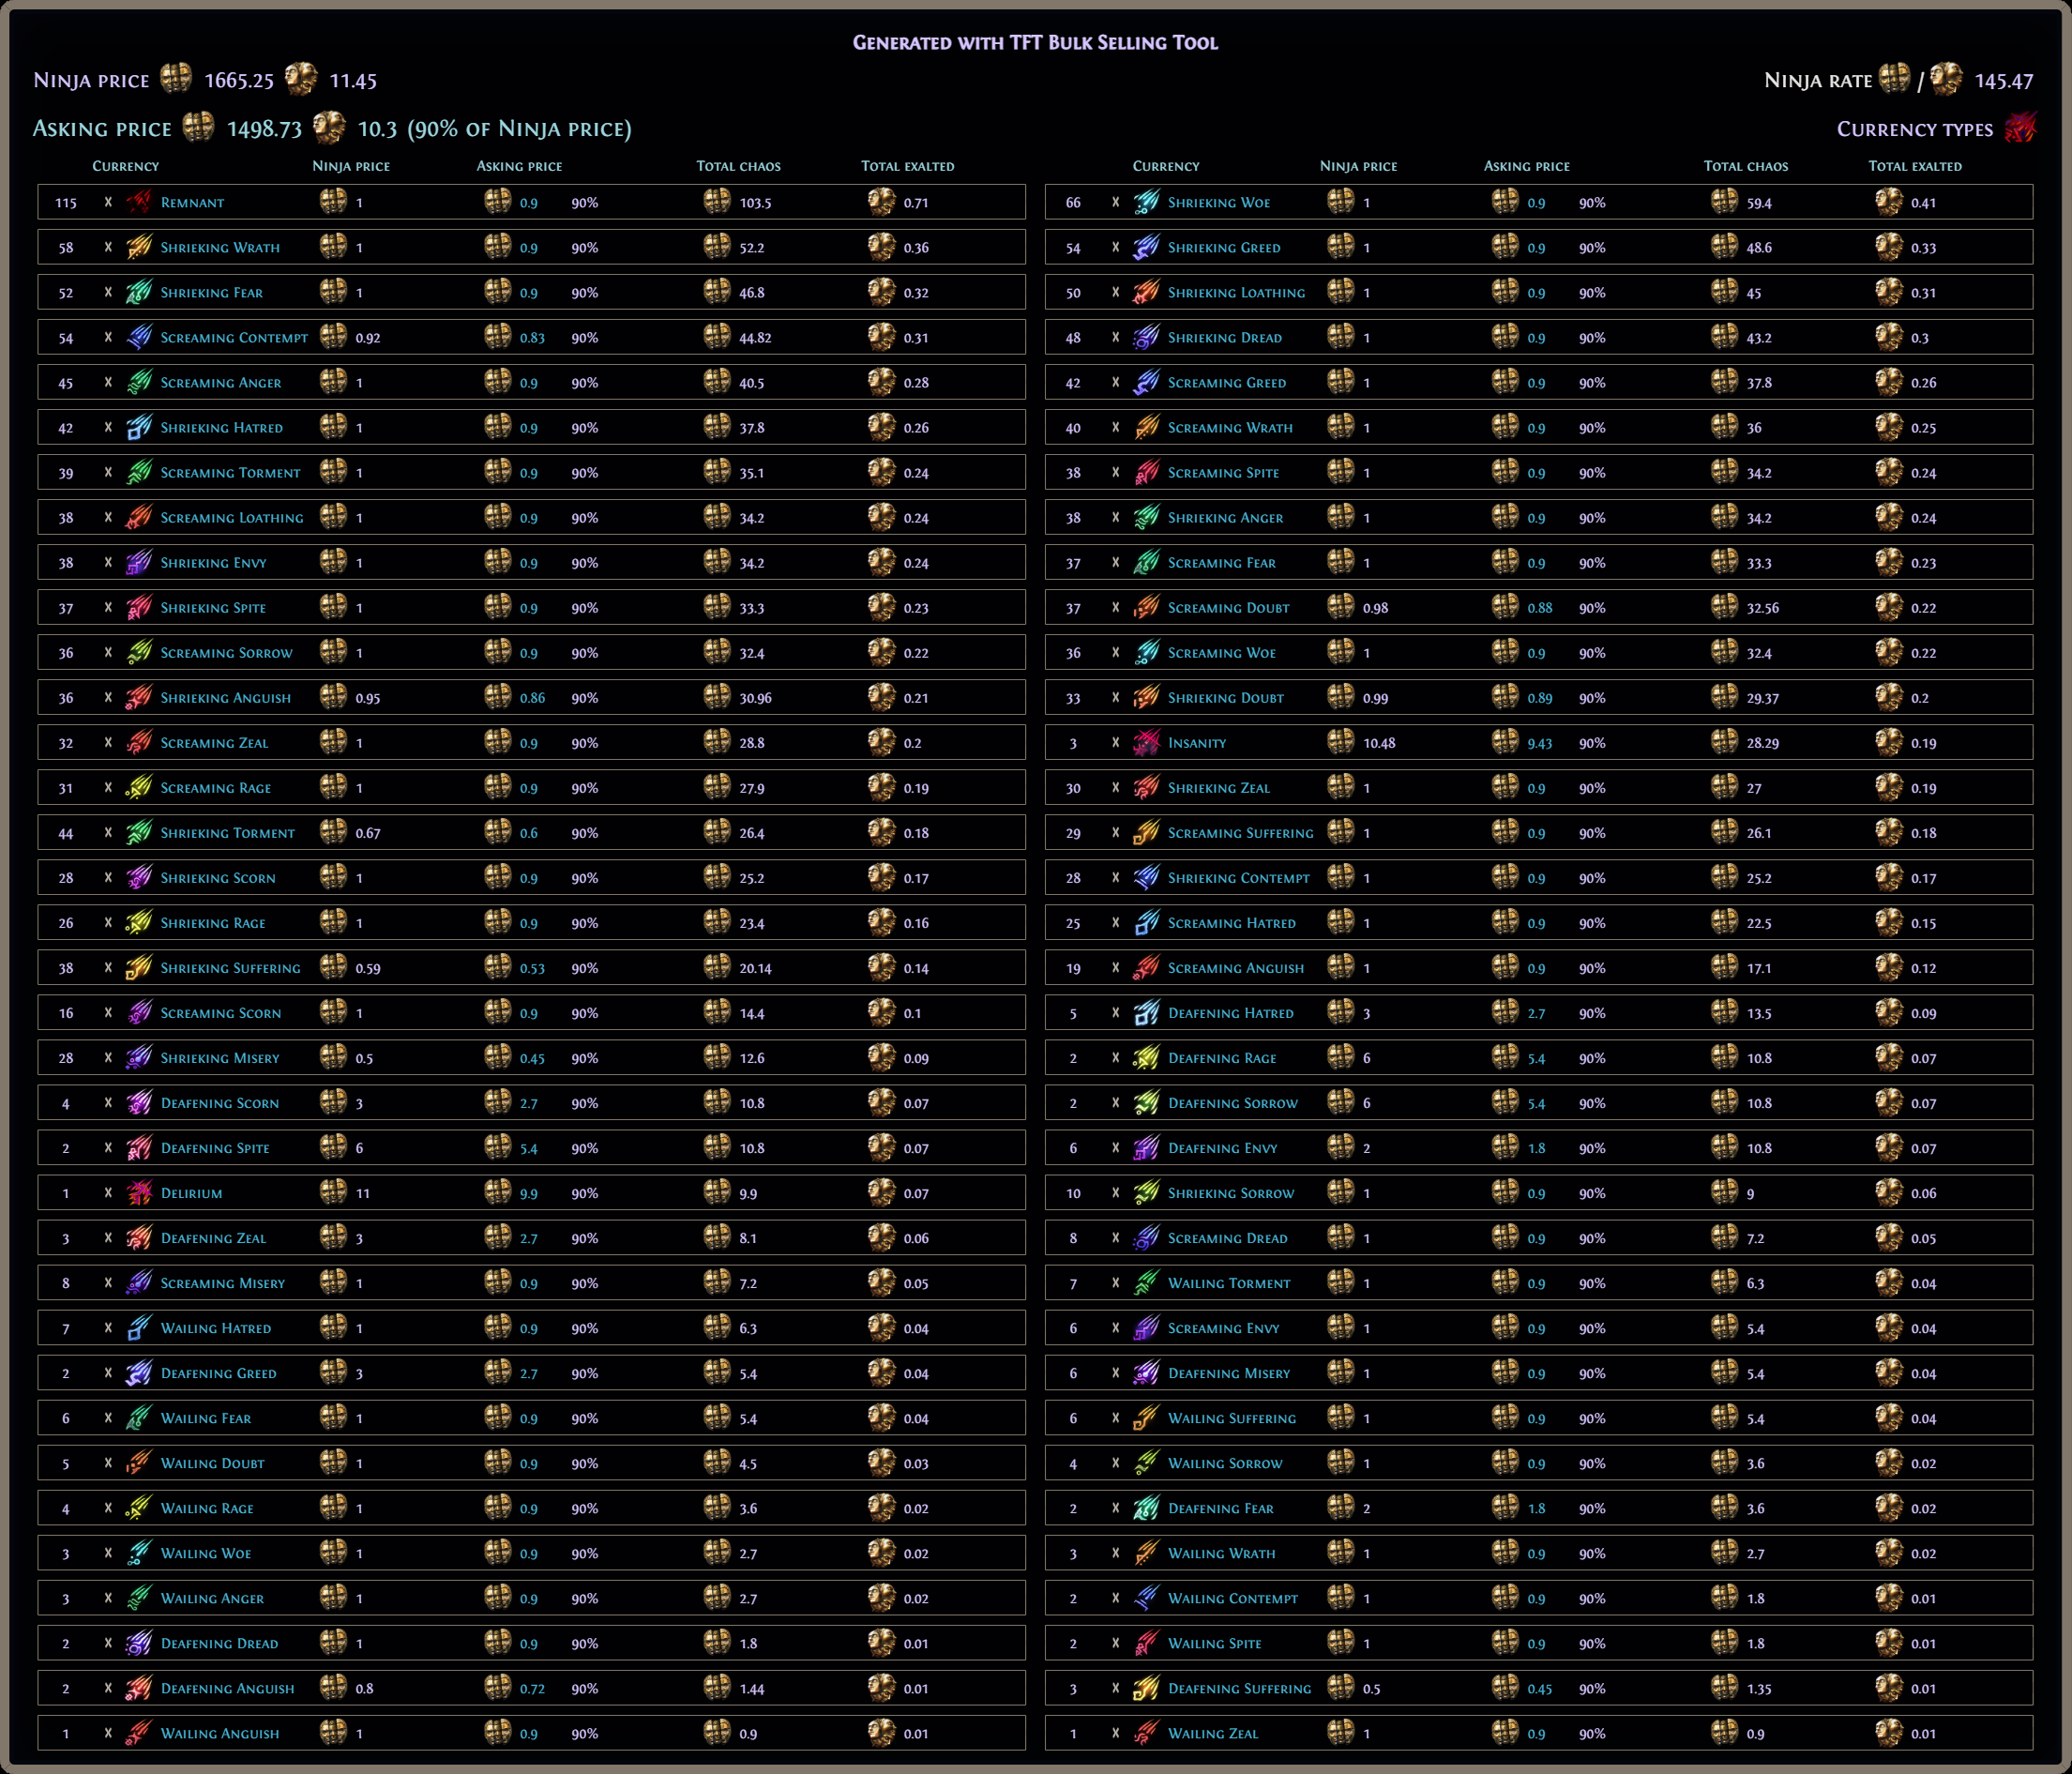 Generated with TFT Bulk Selling Tool
Ninja price 1665.25 11.45 Ninja rate / 145.47
Asking price 1498.73 10.3 (90% of Ninja price) Currency types
Currency Ninja price Asking price Total chaos Total exalted Currency Ninja price Asking price Total chaos Total exalted
115 x Remnant 1 0.9 90% 103.5 0.71 66 x Shrieking Woe 1 0.9 90% 59.4 0.41
58 x Shrieking Wrath 1 0.9 90% 52.2 0.36 54 x Shrieking Greed 1 0.9 90% 48.6 0.33
52 x Shrieking Fear 1 0.9 90% 46.8 0.32 50 x Shrieking Loathing 1 0.9 90% 45 0.31
54 x Screaming Contempt 0.92 0.83 90% 44.82 0.31 48 x Shrieking Dread 1 0.9 90% 43.2 0.3
45 x Screaming Anger 1 0.9 90% 40.5 0.28 42 x Screaming Greed 1 0.9 90% 37.8 0.26
42 x Shrieking Hatred 1 0.9 90% 37.8 0.26 40 x Screaming Wrath 1 0.9 90% 36 0.25
39 x Screaming Torment 1 0.9 90% 35.1 0.24 38 x Screaming Spite 1 0.9 90% 34.2 0.24
38 x Screaming Loathing 1 0.9 90% 34.2 0.24 38 x Shrieking Anger 1 0.9 90% 34.2 0.24
38 x Shrieking Envy 1 0.9 90% 34.2 0.24 37 x Screaming Fear 1 0.9 90% 33.3 0.23
37 x Shrieking Spite 1 0.9 90% 33.3 0.23 37 x Screaming Doubt 0.98 0.88 90% 32.56 0.22
36 x Screaming Sorrow 1 0.9 90% 32.4 0.22 36 x Screaming Woe 1 0.9 90% 32.4 0.22
36 x Shrieking Anguish 0.95 0.86 90% 30.96 0.21 33 x Shrieking Doubt 0.99 0.89 90% 29.37 0.2
32 x Screaming Zeal 1 0.9 90% 28.8 0.2 3 x Insanity 10.48 9.43 90% 28.29 0.19
31 x Screaming Rage 1 0.9 90% 27.9 0.19 30 x Shrieking Zeal 1 0.9 90% 27 0.19
44 x Shrieking Torment 0.67 0.6 90% 26.4 0.18 29 x Screaming Suffering 1 0.9 90% 26.1 0.18
28 x Shrieking Scorn 1 0.9 90% 25.2 0.17 28 x Shrieking Contempt 1 0.9 90% 25.2 0.17
26 x Shrieking Rage 1 0.9 90% 23.4 0.16 25 x Screaming Hatred 1 0.9 90% 22.5 0.15
38 x Shrieking Suffering 0.59 0.53 90% 20.14 0.14 19 x Screaming Anguish 1 0.9 90% 17.1 0.12
16 x Screaming Scorn 1 0.9 90% 14.4 0.1 5 x Deafening Hatred 3 2.7 90% 13.5 0.09
28 x Shrieking Misery 0.5 0.45 90% 12.6 0.09 2 x Deafening Rage 6 5.4 90% 10.8 0.07
4 x Deafening Scorn 3 2.7 90% 10.8 0.07 2 x Deafening Sorrow 6 5.4 90% 10.8 0.07
2 x Deafening Spite 6 5.4 90% 10.8 0.07 6 x Deafening Envy 2 1.8 90% 10.8 0.07
1 x Delirium 11 9.9 90% 9.9 0.07 10 x Shrieking Sorrow 1 0.9 90% 9 0.06
3 x Deafening Zeal 3 2.7 90% 8.1 0.06 8 x Screaming Dread 1 0.9 90% 7.2 0.05
8 x Screaming Misery 1 0.9 90% 7.2 0.05 7 x Wailing Torment 1 0.9 90% 6.3 0.04
7 x Wailing Hatred 1 0.9 90% 6.3 0.04 6 x Screaming Envy 1 0.9 90% 5.4 0.04
2 x Deafening Greed 3 2.7 90% 5.4 0.04 6 x Deafening Misery 1 0.9 90% 5.4 0.04
6 x Wailing Fear 1 0.9 90% 5.4 0.04 6 x Wailing Suffering 1 0.9 90% 5.4 0.04
5 x Wailing Doubt 1 0.9 90% 4.5 0.03 4 x Wailing Sorrow 1 0.9 90% 3.6 0.02
4 x Wailing Rage 1 0.9 90% 3.6 0.02 2 x Deafening Fear 2 1.8 90% 3.6 0.02
3 x Wailing Woe 1 0.9 90% 2.7 0.02 3 x Wailing Wrath 1 0.9 90% 2.7 0.02
3 x Wailing Anger 1 0.9 90% 2.7 0.02 2 x Wailing Contempt 1 0.9 90% 1.8 0.01
2 x Deafening Dread 1 0.9 90% 1.8 0.01 2 x Wailing Spite 1 0.9 90% 1.8 0.01
2 x Deafening Anguish 0.8 0.72 90% 1.44 0.01 3 x Deafening Suffering 0.5 0.45 90% 1.35 0.01
1 x Wailing Anguish 1 0.9 90% 0.9 0.01 1 x Wailing Zeal 1 0.9 90% 0.9 0.01